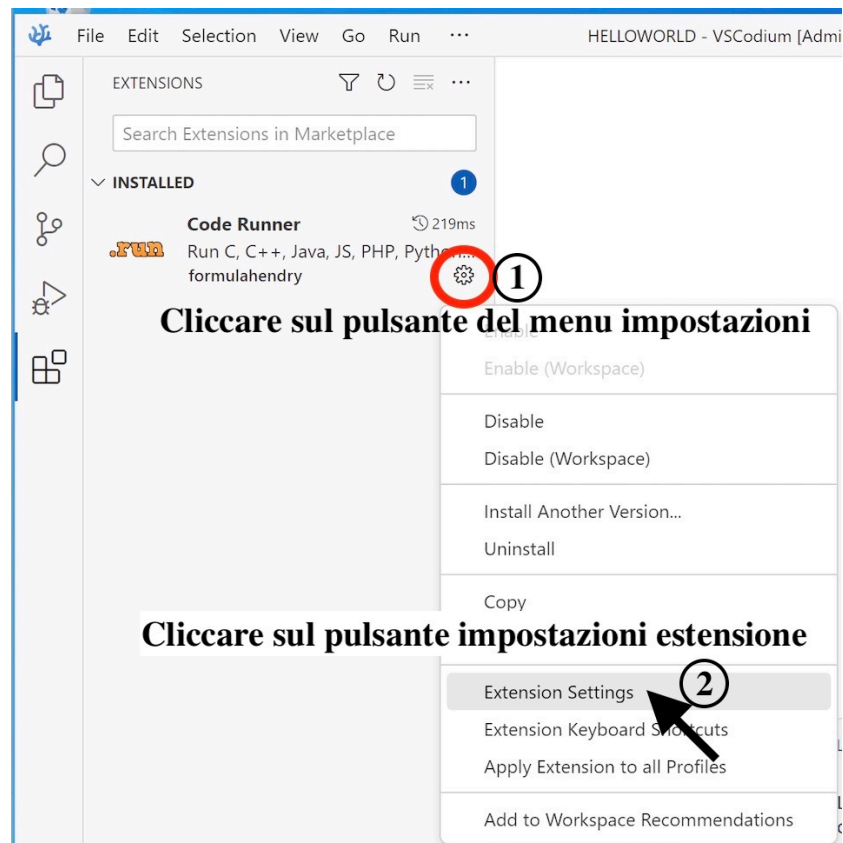 File Edit Selection View Go Run ··· HELLOWORLD - VSCodium [Admi
EXTENSIONS
Search Extensions in Marketplace
INSTALLED 1
Code Runner 219ms
.run Run C, C++, Java, JS, PHP, Python...
formulahendry
1
Cliccare sul pulsante del menu impostazioni
Enable
Enable (Workspace)
Disable
Disable (Workspace)
Install Another Version...
Uninstall
Copy
Cliccare sul pulsante impostazioni estensione
Extension Settings 2
Extension Keyboard Shortcuts
Apply Extension to all Profiles
Add to Workspace Recommendations